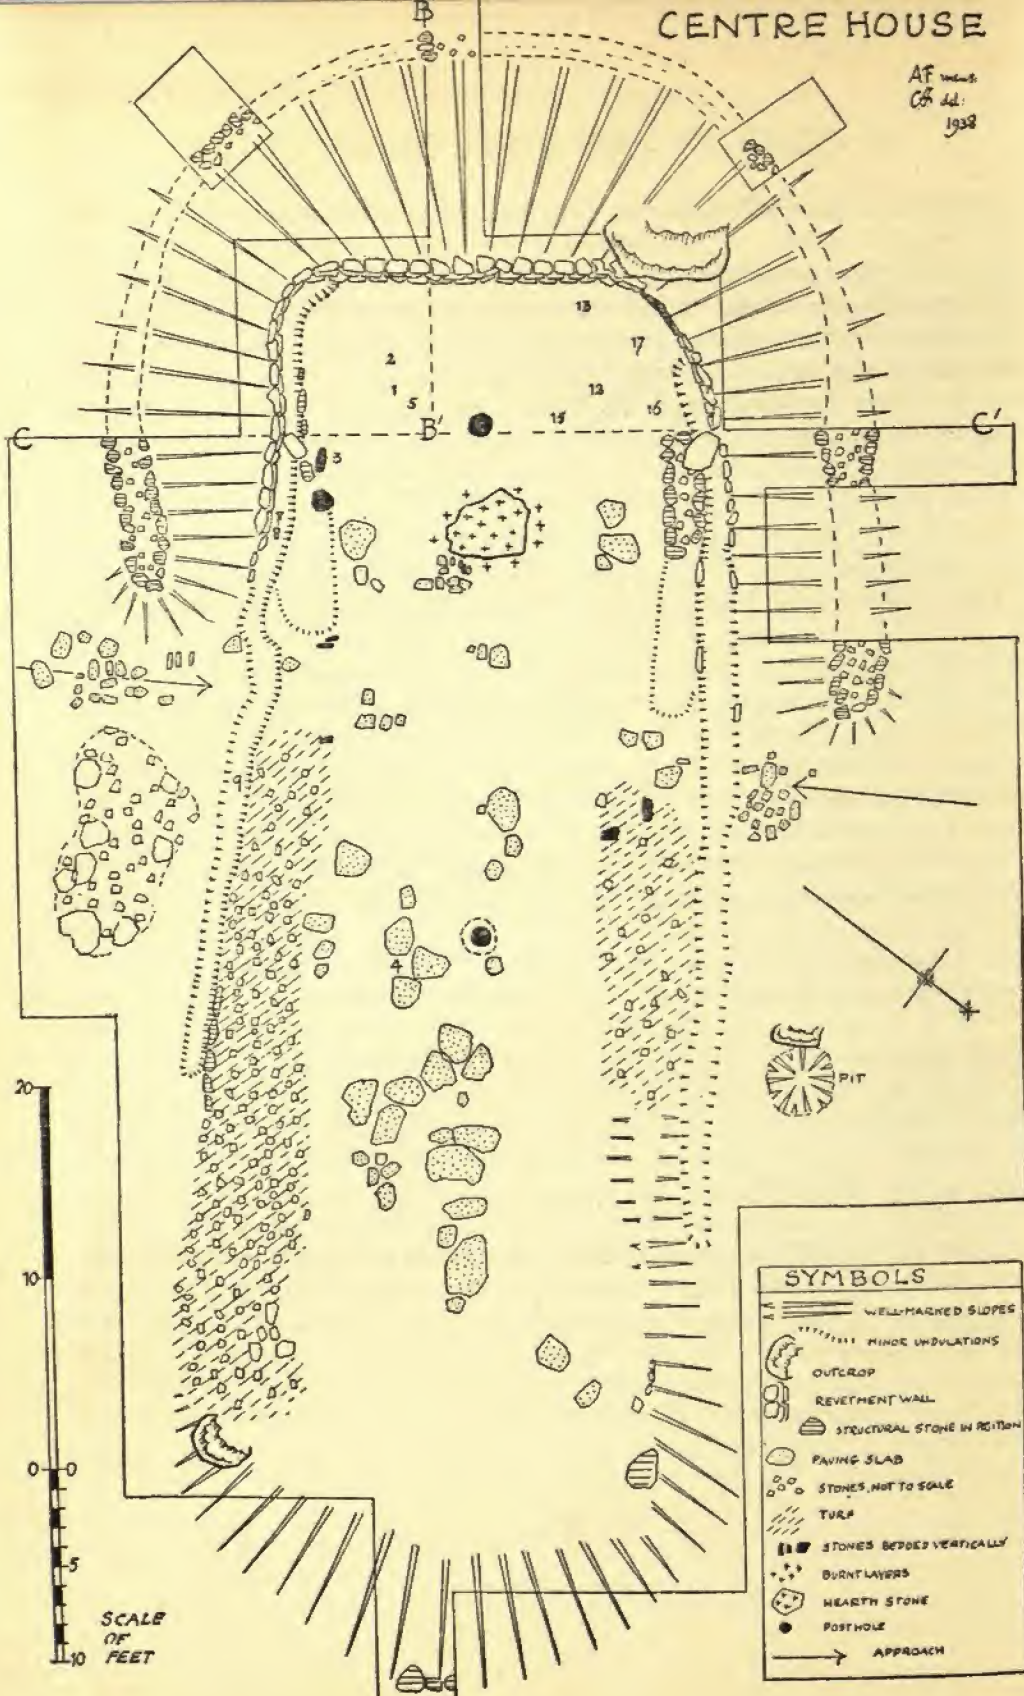 CENTRE HOUSE
AF mens:
del:
1938
B
13
17
2
1
5
12
15
16
B'
C
C'
3
7
4
PIT
20
10
0 0
5
10
SCALE
OF
FEET
SYMBOLS
WELL-MARKED SLOPES
MINOR UNDULATIONS
OUTCROP
REVETMENT WALL
STRUCTURAL STONE IN POSITION
PAVING SLAB
STONES, NOT TO SCALE
TURF
STONES BEDDED VERTICALLY
BURNT LAYERS
HEARTH STONE
POSTHOLE
APPROACH